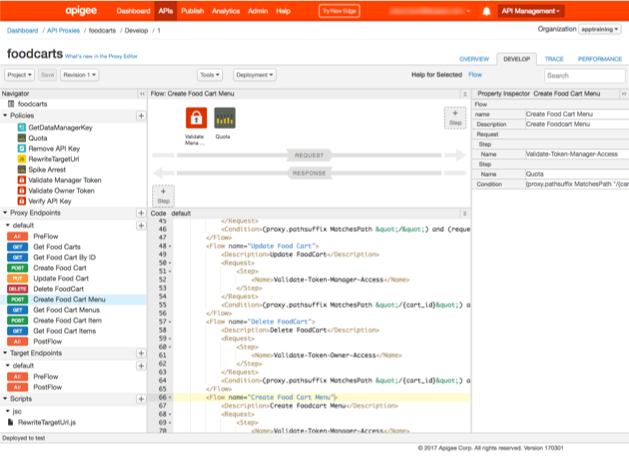 apigee Dashboard APIs Publish Analytics Admin Help Try New Edge API Management
Dashboard / API Proxies / foodcarts / Develop / 1 Organization apptraining
foodcarts What's new in the Proxy Editor
OVERVIEW DEVELOP TRACE PERFORMANCE
Project Save Revision 1 Tools Deployment Help for Selected Flow Search
Navigator
foodcarts
Policies
GetDataManagerKey
Quota
Remove API Key
RewriteTargetUrl
Spike Arrest
Validate Manager Token
Validate Owner Token
Verify API Key
Proxy Endpoints
default
All PreFlow
GET Get Food Carts
GET Get Food Cart By ID
POST Create Food Cart
PUT Update Food Cart
DELETE Delete FoodCart
POST Create Food Cart Menu
GET Get Food Cart Menus
POST Create Food Cart Item
GET Get Food Cart Items
All PostFlow
Target Endpoints
default
All PreFlow
All PostFlow
Scripts
jsc
RewriteTargetUrl.js
Flow: Create Food Cart Menu
Validate Mana ...
Quota
+ Step
REQUEST
RESPONSE
+ Step
Code default
45 </Request>
46 <Condition>(proxy.pathsuffix MatchesPath &quot;/&quot;) and (reque
47 </Flow>
48 <Flow name="Update Food Cart">
49 <Description>Update FoodCart</Description>
50 <Request>
51 <Step>
52 <Name>Validate-Token-Manager-Access</Name>
53 </Step>
54 </Request>
55 <Condition>(proxy.pathsuffix MatchesPath &quot;/{cart_id}&quot;) a
56 </Flow>
57 <Flow name="Delete FoodCart">
58 <Description>Delete FoodCart</Description>
59 <Request>
60 <Step>
61 <Name>Validate-Token-Owner-Access</Name>
62 </Step>
63 </Request>
64 <Condition>(proxy.pathsuffix MatchesPath &quot;/{cart_id}&quot;) a
65 </Flow>
66 <Flow name="Create Food Cart Menu">
67 <Description>Create Foodcart Menu</Description>
68 <Request>
69 <Step>
70 <Name>Validate-Token-Manager-Access</Name>
Property Inspector Create Food Cart Menu
Flow
name Create Food Cart Menu
Description Create Foodcart Menu
Request
Step
Name Validate-Token-Manager-Access
Step
Name Quota
Condition (proxy.pathsuffix MatchesPath "/{car
Deployed to test
© 2017 Apigee Corp. All rights reserved. Version 170301